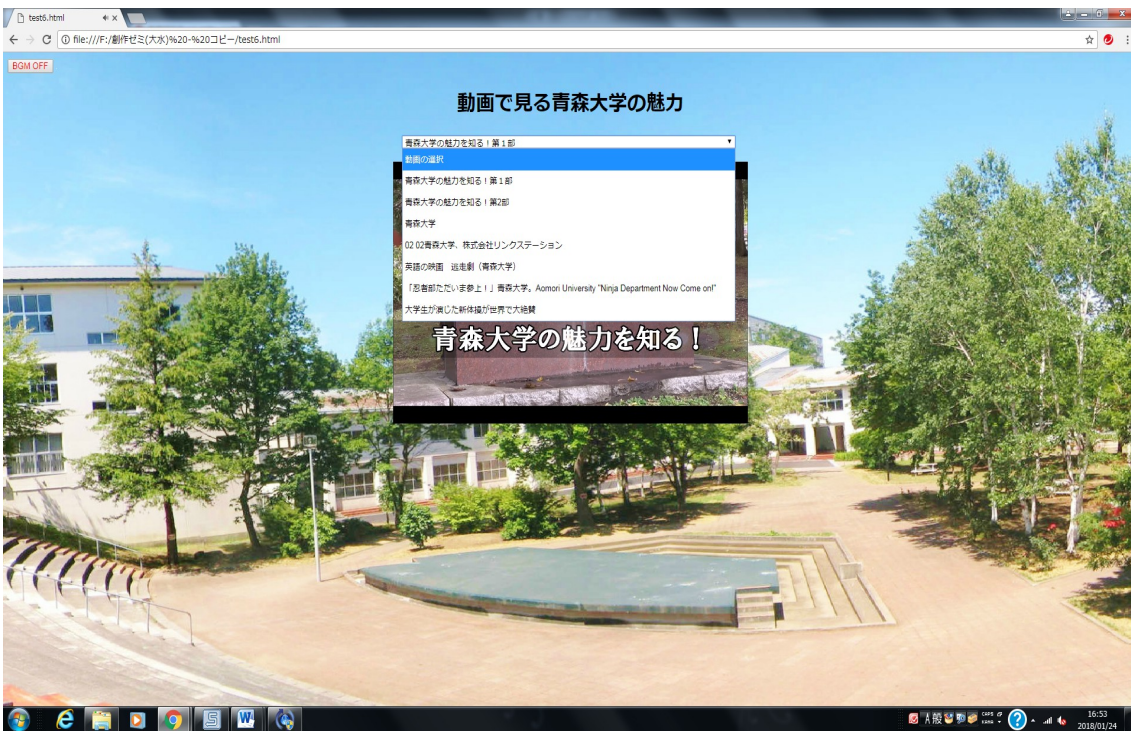 test6.html
file:///F:/創作ゼミ(大水)%20-%20コピー/test6.html
BGM OFF
動画で見る青森大学の魅力
青森大学の魅力を知る！第１部
動画の選択
青森大学の魅力を知る！第１部
青森大学の魅力を知る！第2部
青森大学
02 02青森大学、株式会社リンクステーション
英語の映画　逃走劇（青森大学）
「忍者部ただいま参上！」青森大学。Aomori University "Ninja Department Now Come on!"
大学生が演じた新体操が世界で大絶賛
青森大学の魅力を知る！
A 般
CAPS
KANA
16:53
2018/01/24